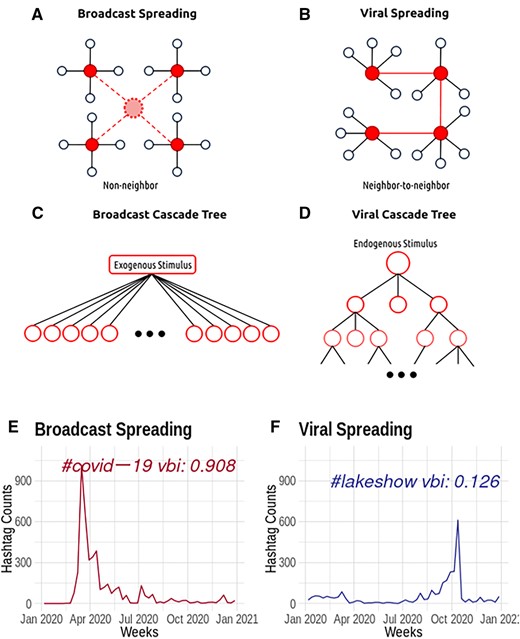 A Broadcast Spreading
Non-neighbor
B Viral Spreading
Neighbor-to-neighbor
C Broadcast Cascade Tree
Exogenous Stimulus
D Viral Cascade Tree
Endogenous Stimulus
E Broadcast Spreading
#covid−19 vbi: 0.908
Hashtag Counts
900
600
300
0
Jan 2020 Apr 2020 Jul 2020 Oct 2020 Jan 2021
Weeks
F Viral Spreading
#lakeshow vbi: 0.126
Hashtag Counts
900
600
300
0
Jan 2020 Apr 2020 Jul 2020 Oct 2020 Jan 202
Weeks